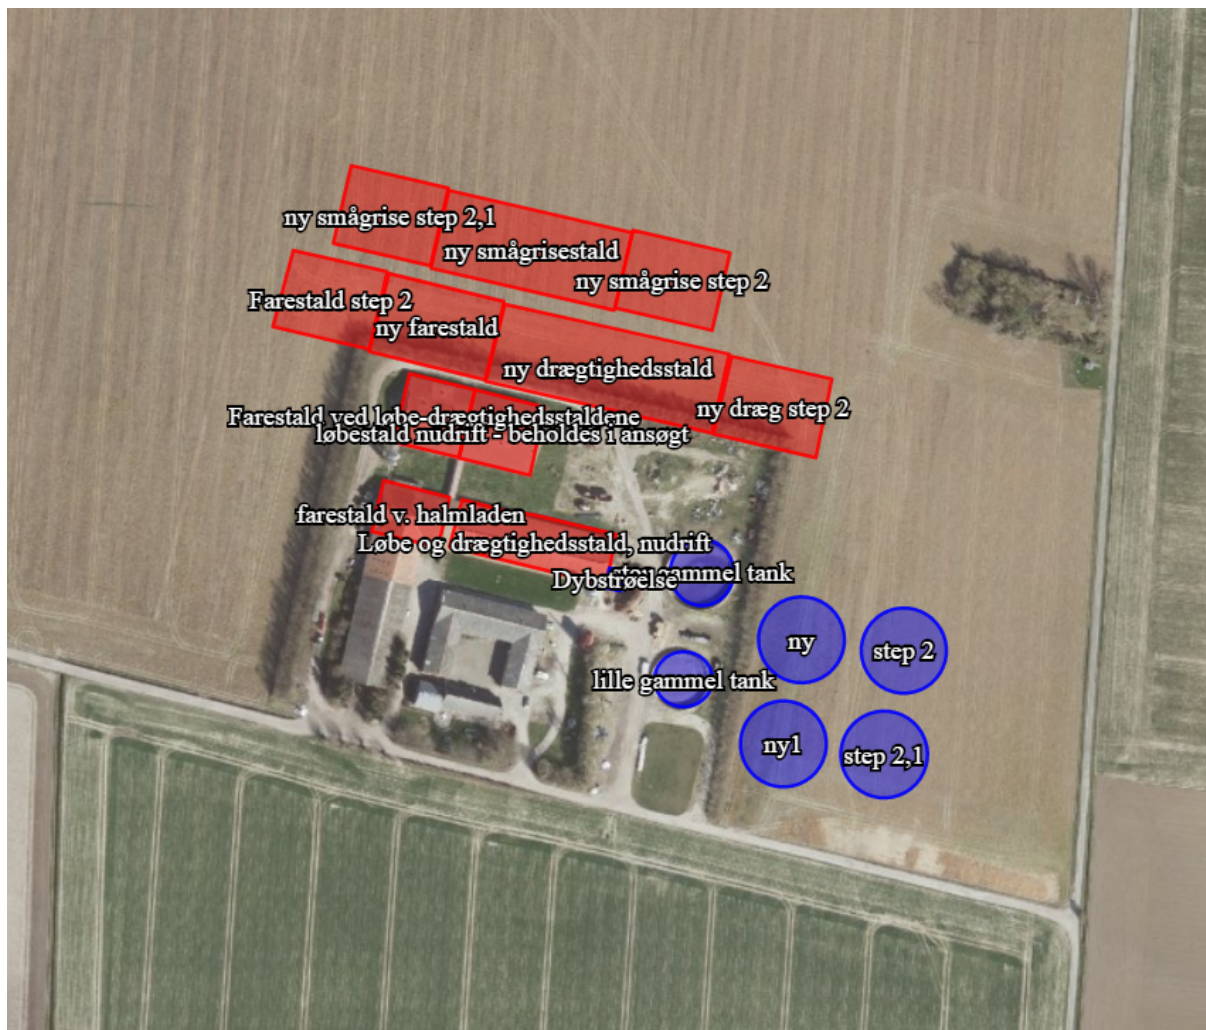 ny smågrise step 2,1
ny smågrisestald
ny smågrise step 2
Farestald step 2
ny farestald
ny drægtighedsstald
ny dræg step 2
Farestald ved løbe-drægtighedsstaldene
løbestald nudrift - beholdes i ansøgt
farestald v. halmladen
Løbe og drægtighedsstald, nudrift
gammel tank
Dybstrøelse
ny
step 2
lille gammel tank
ny1
step 2,1